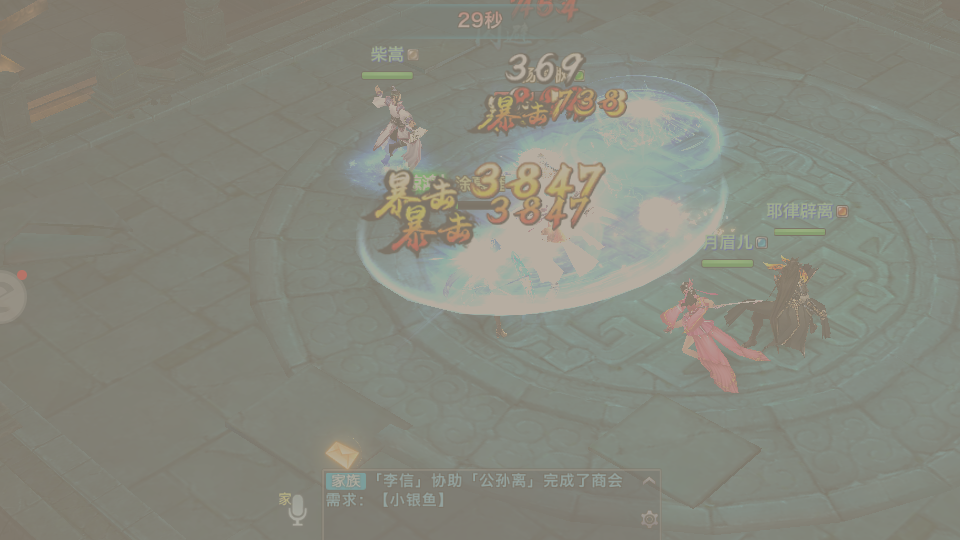 29秒
柴嵩
369
暴击738
暴击3847
暴击3847
耶律辟离
月眉儿
家族「李信」协助「公孙离」完成了商会
需求：【小银鱼】
家